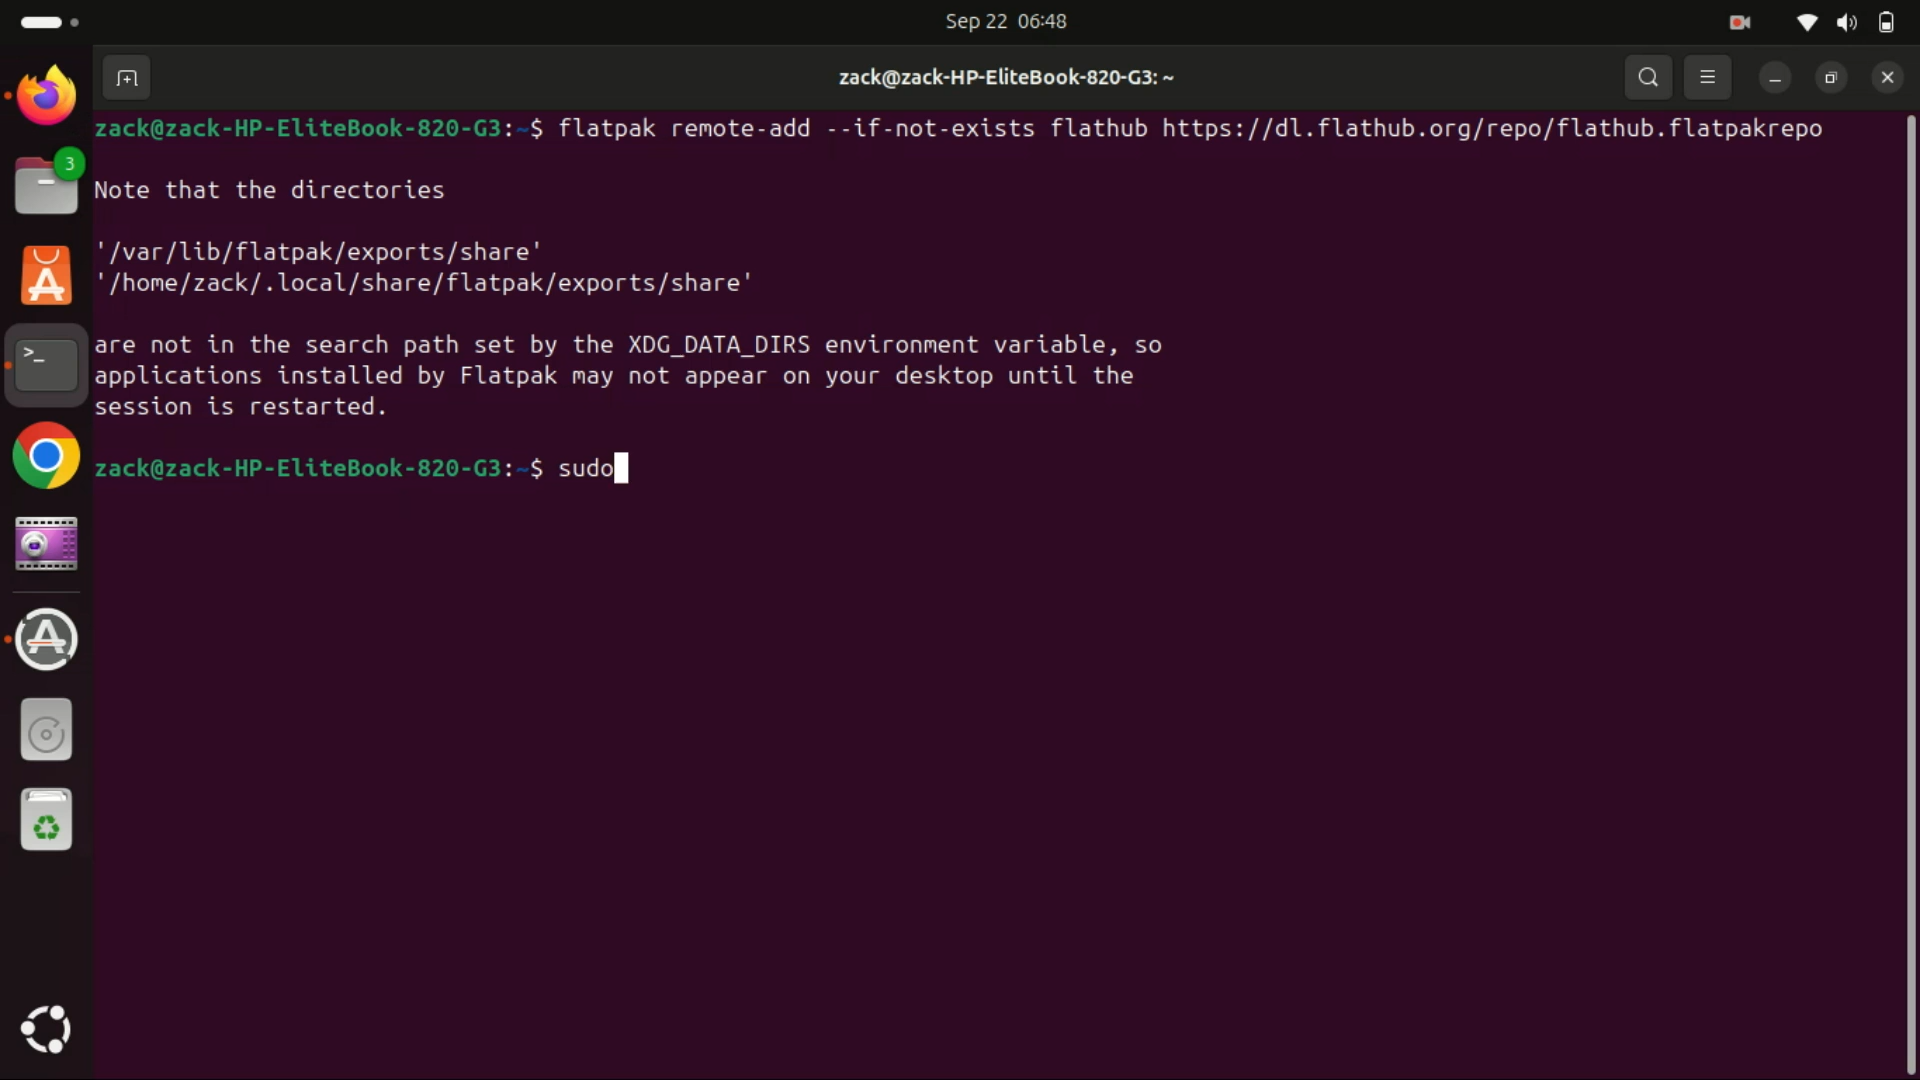 Sep 22 06:48
zack@zack-HP-EliteBook-820-G3: ~
3
zack@zack-HP-EliteBook-820-G3:~$ flatpak remote-add --if-not-exists flathub https://dl.flathub.org/repo/flathub.flatpakrepo
Note that the directories
'/var/lib/flatpak/exports/share'
'/home/zack/.local/share/flatpak/exports/share'
are not in the search path set by the XDG_DATA_DIRS environment variable, so
applications installed by Flatpak may not appear on your desktop until the
session is restarted.
zack@zack-HP-EliteBook-820-G3:~$ sudo